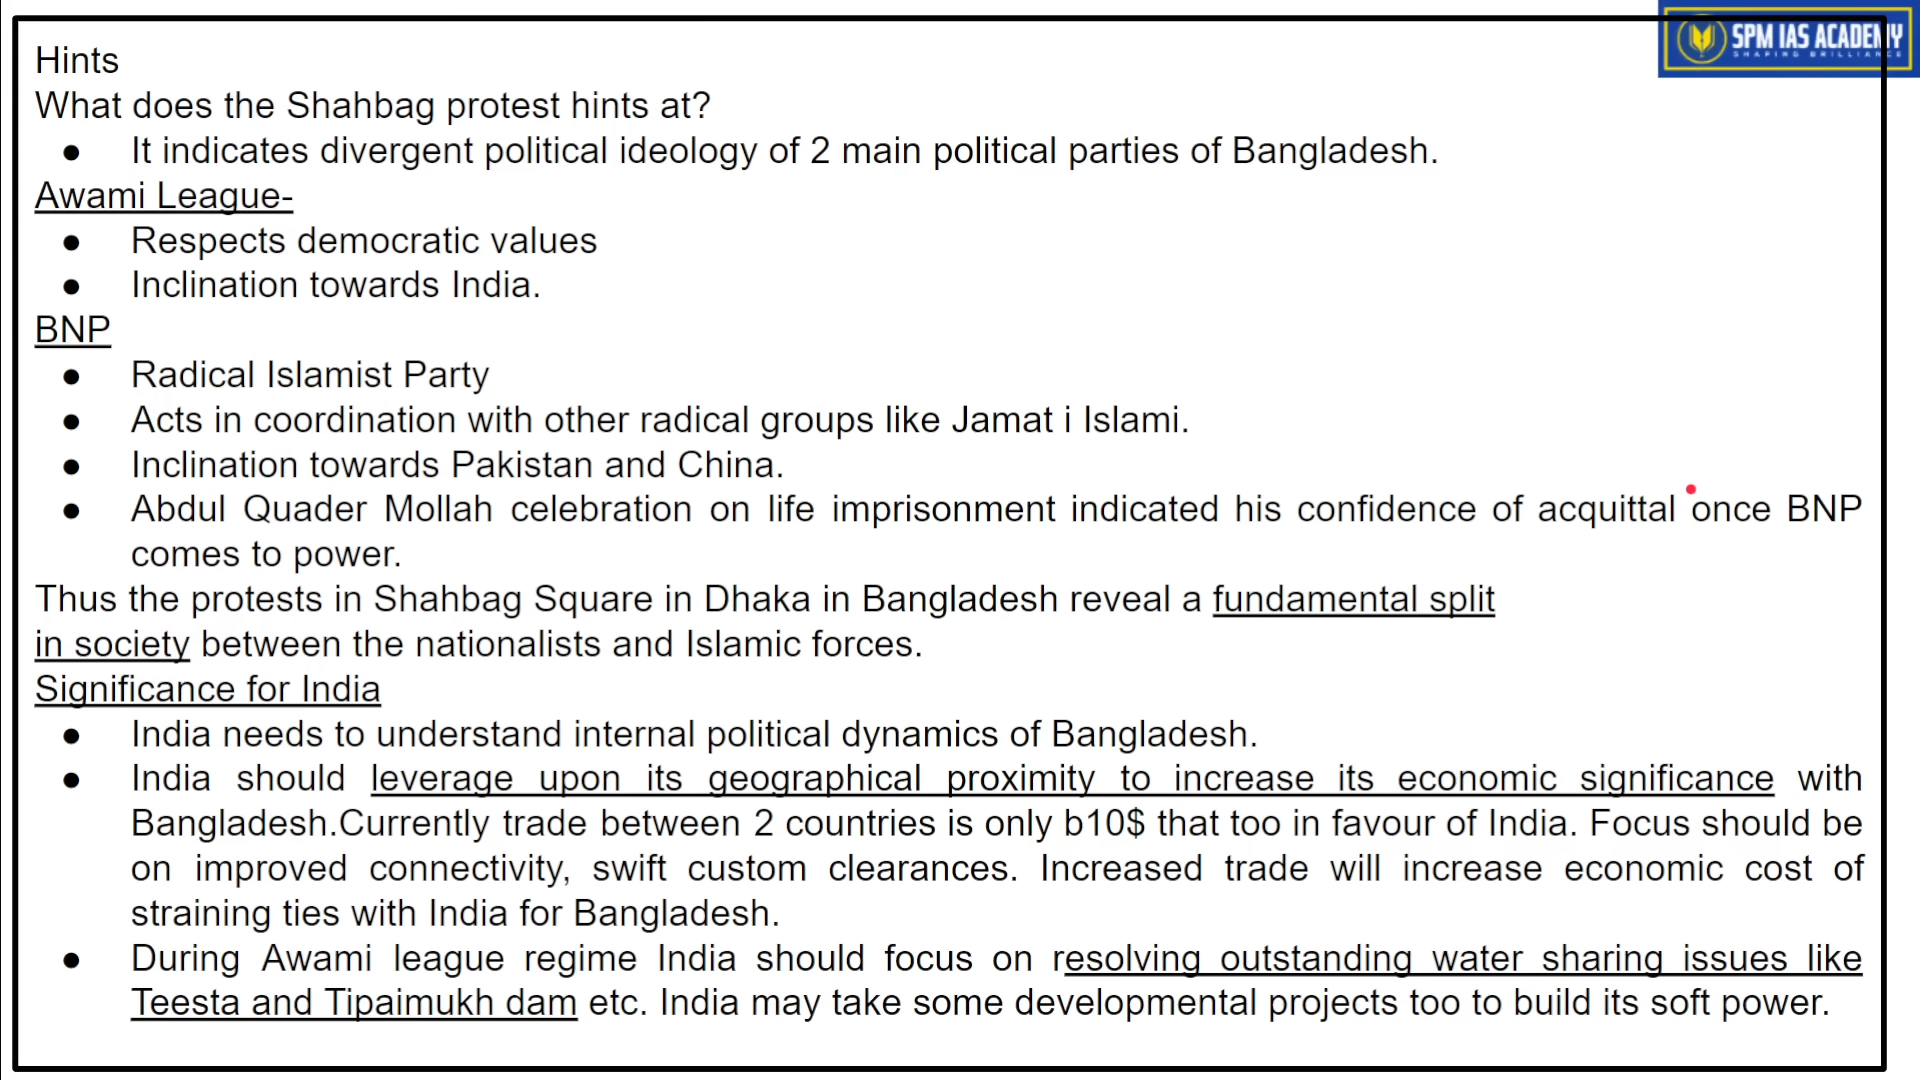 SPM IAS ACADEMY
SHAPING BRILLIANCE
Hints
What does the Shahbag protest hints at?
● It indicates divergent political ideology of 2 main political parties of Bangladesh.
Awami League-
● Respects democratic values
● Inclination towards India.
BNP
● Radical Islamist Party
● Acts in coordination with other radical groups like Jamat i Islami.
● Inclination towards Pakistan and China.
● Abdul Quader Mollah celebration on life imprisonment indicated his confidence of acquittal once BNP
comes to power.
Thus the protests in Shahbag Square in Dhaka in Bangladesh reveal a fundamental split
in society between the nationalists and Islamic forces.
Significance for India
● India needs to understand internal political dynamics of Bangladesh.
● India should leverage upon its geographical proximity to increase its economic significance with
Bangladesh.Currently trade between 2 countries is only b10$ that too in favour of India. Focus should be
on improved connectivity, swift custom clearances. Increased trade will increase economic cost of
straining ties with India for Bangladesh.
● During Awami league regime India should focus on resolving outstanding water sharing issues like
Teesta and Tipaimukh dam etc. India may take some developmental projects too to build its soft power.